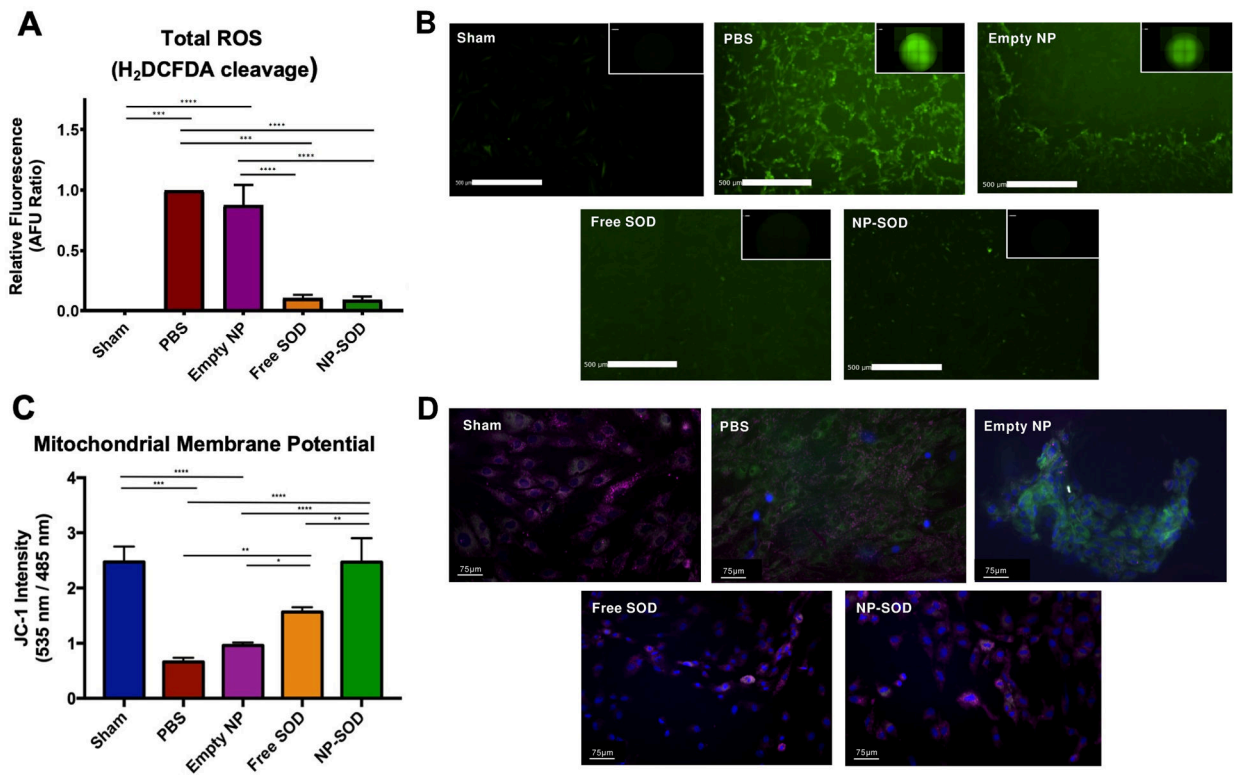 A
Total ROS
(H₂DCFDA cleavage)
****
***
****
***
****
****
1.5
1.0
0.5
0.0
Relative Fluorescence
(AFU Ratio)
Sham
PBS
Empty NP
Free SOD
NP-SOD
B
Sham
500 µm
PBS
500 µm
Empty NP
500 µm
Free SOD
500 µm
NP-SOD
500 µm
C
Mitochondrial Membrane Potential
****
***
****
****
**
**
*
4
3
2
1
0
JC-1 Intensity
(535 nm / 485 nm)
Sham
PBS
Empty NP
Free SOD
NP-SOD
D
Sham
75µm
PBS
75µm
Empty NP
75µm
Free SOD
75µm
NP-SOD
75µm